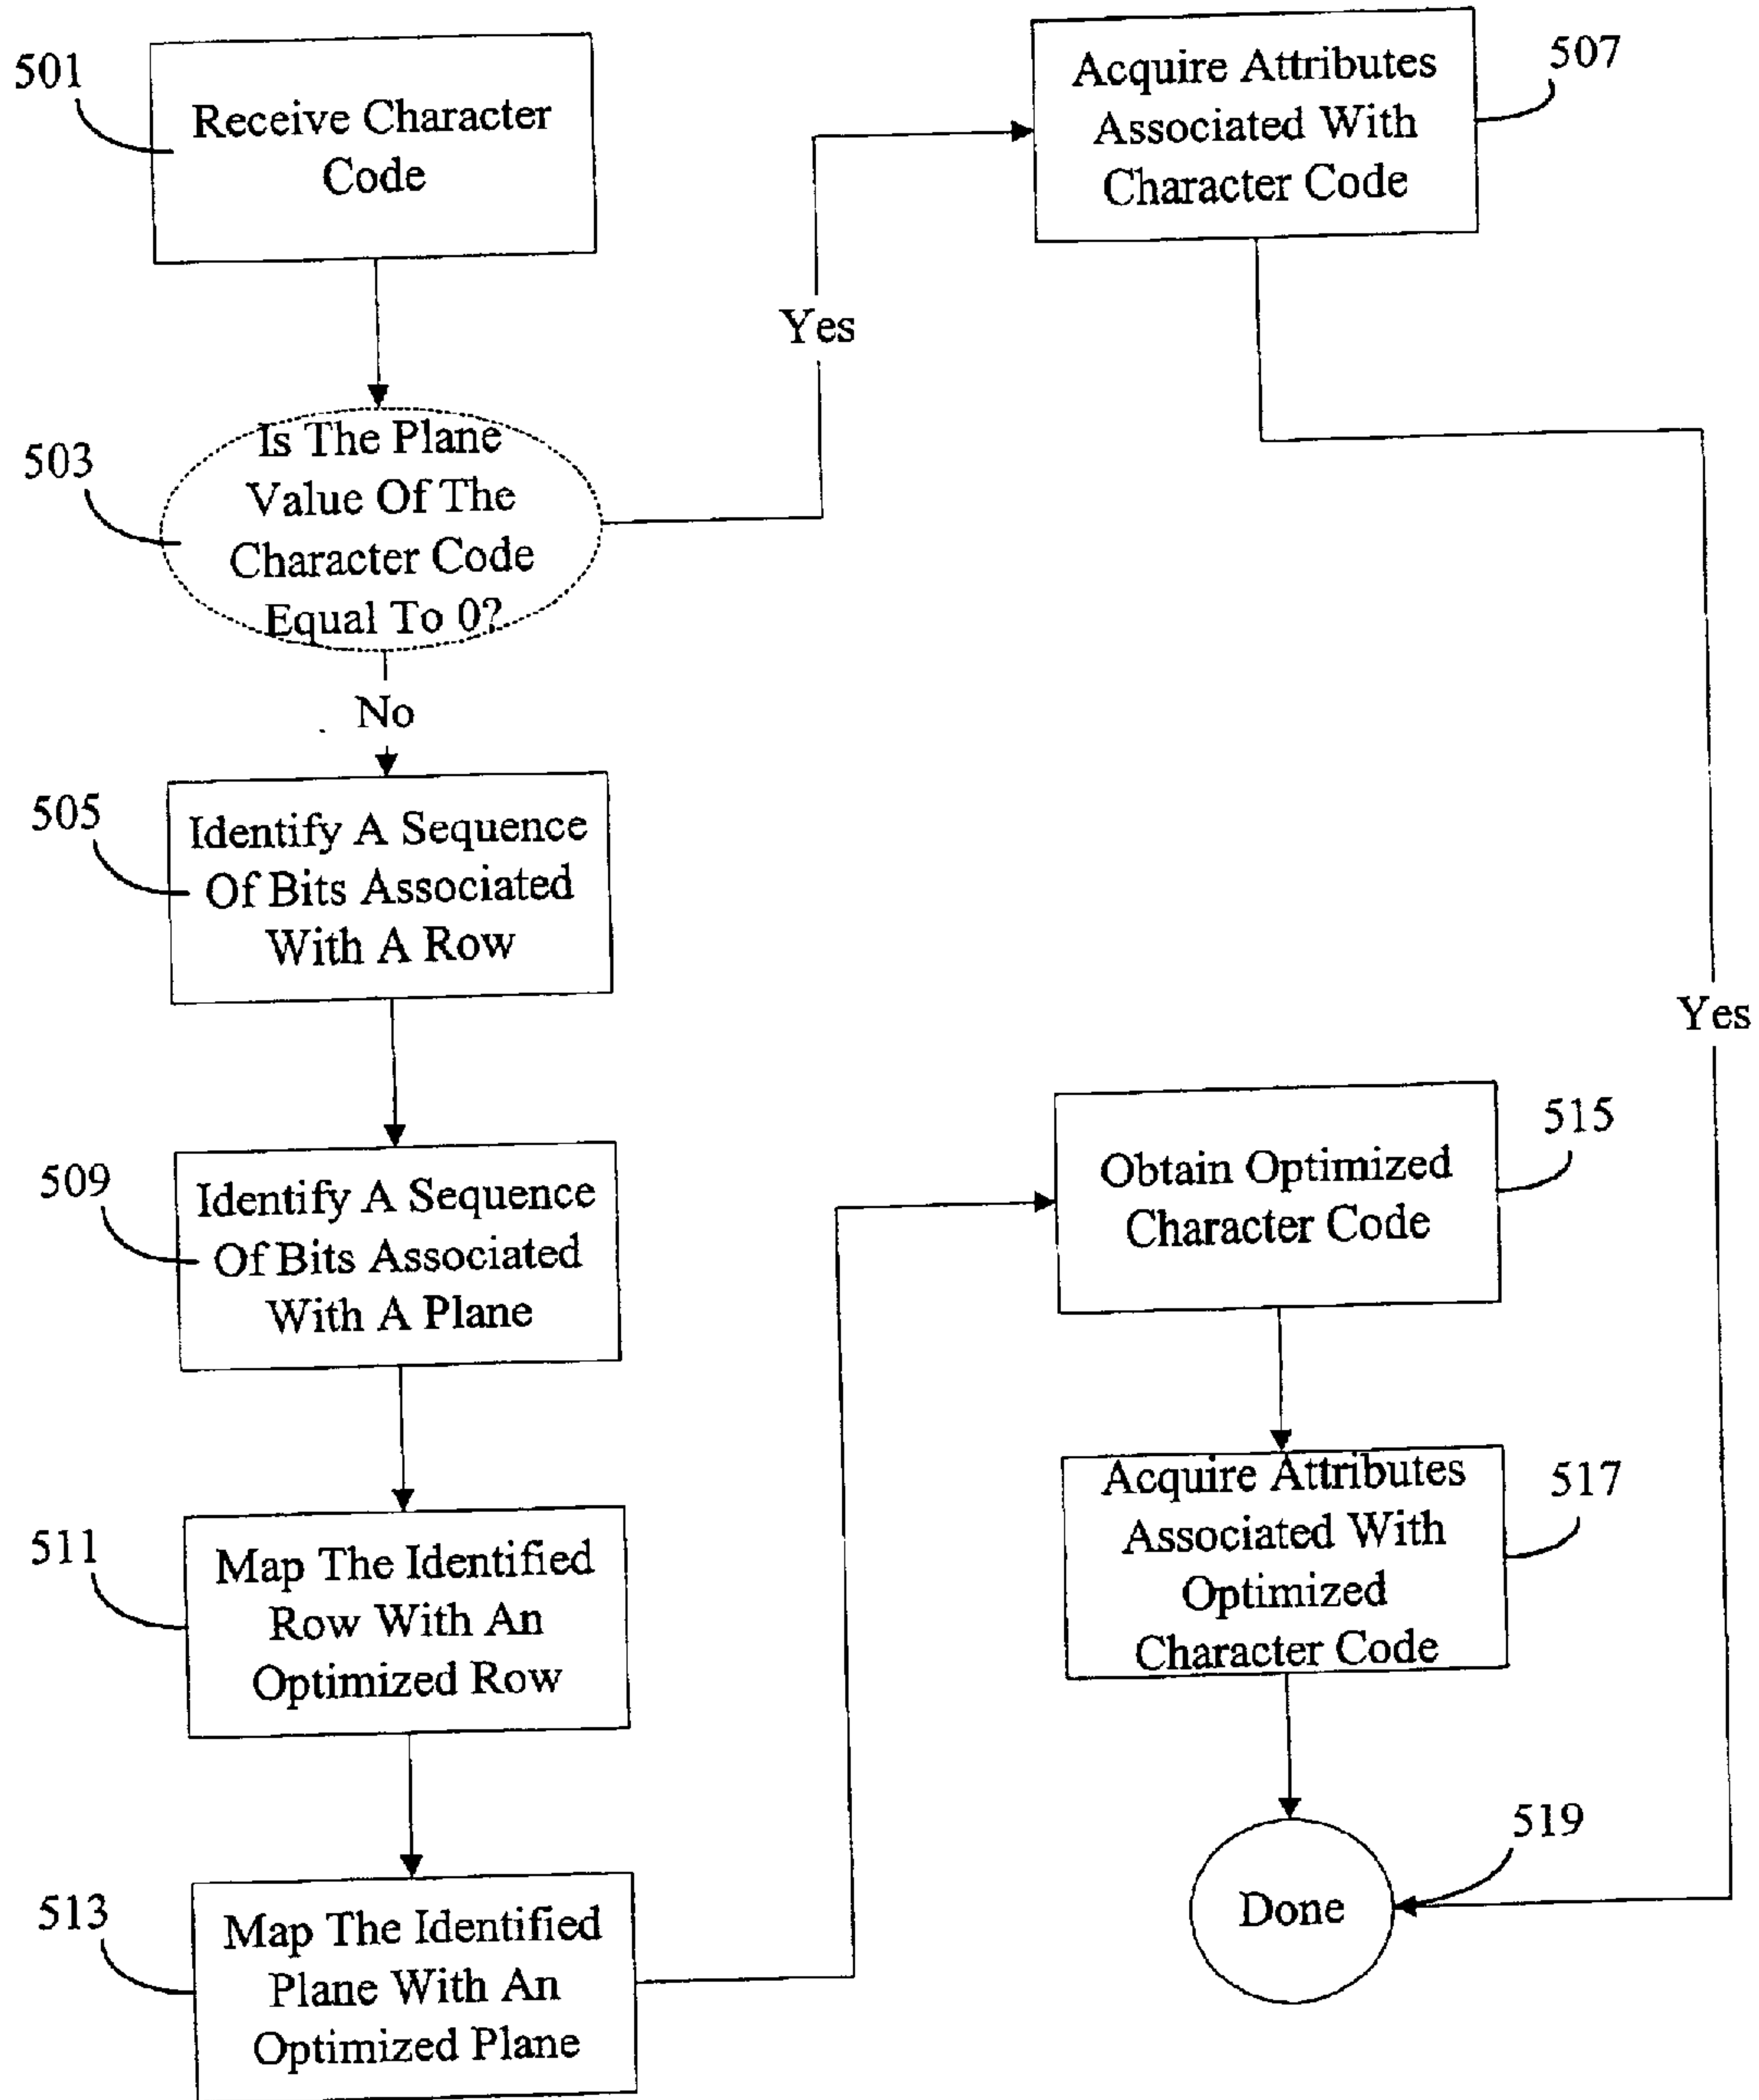 501
Receive Character
Code
503
Is The Plane
Value Of The
Character Code
Equal To 0?
Yes
507
Acquire Attributes
Associated With
Character Code
No
505
Identify A Sequence
Of Bits Associated
With A Row
509
Identify A Sequence
Of Bits Associated
With A Plane
511
Map The Identified
Row With An
Optimized Row
513
Map The Identified
Plane With An
Optimized Plane
515
Obtain Optimized
Character Code
517
Acquire Attributes
Associated With
Optimized
Character Code
Yes
519
Done